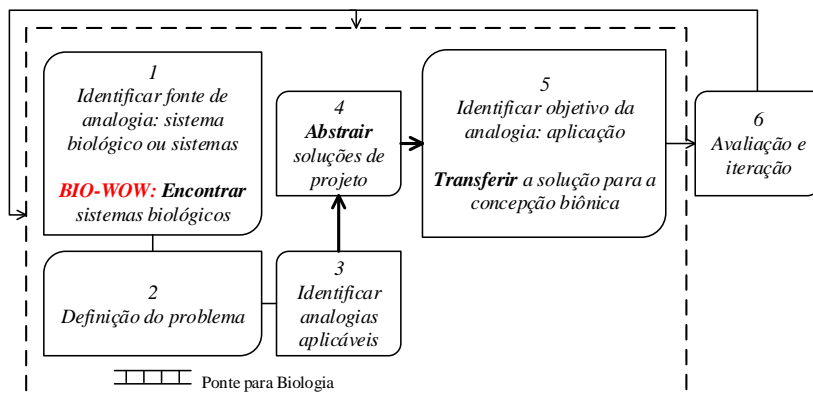 1
Identificar fonte de
analogia: sistema
biológico ou sistemas
BIO-WOW: Encontrar
sistemas biológicos
2
Definição do problema
3
Identificar
analogias
aplicáveis
4
Abstrair
soluções de
projeto
5
Identificar objetivo da
analogia: aplicação
Transferir a solução para a
concepção biônica
6
Avaliação e
iteração
Ponte para Biologia